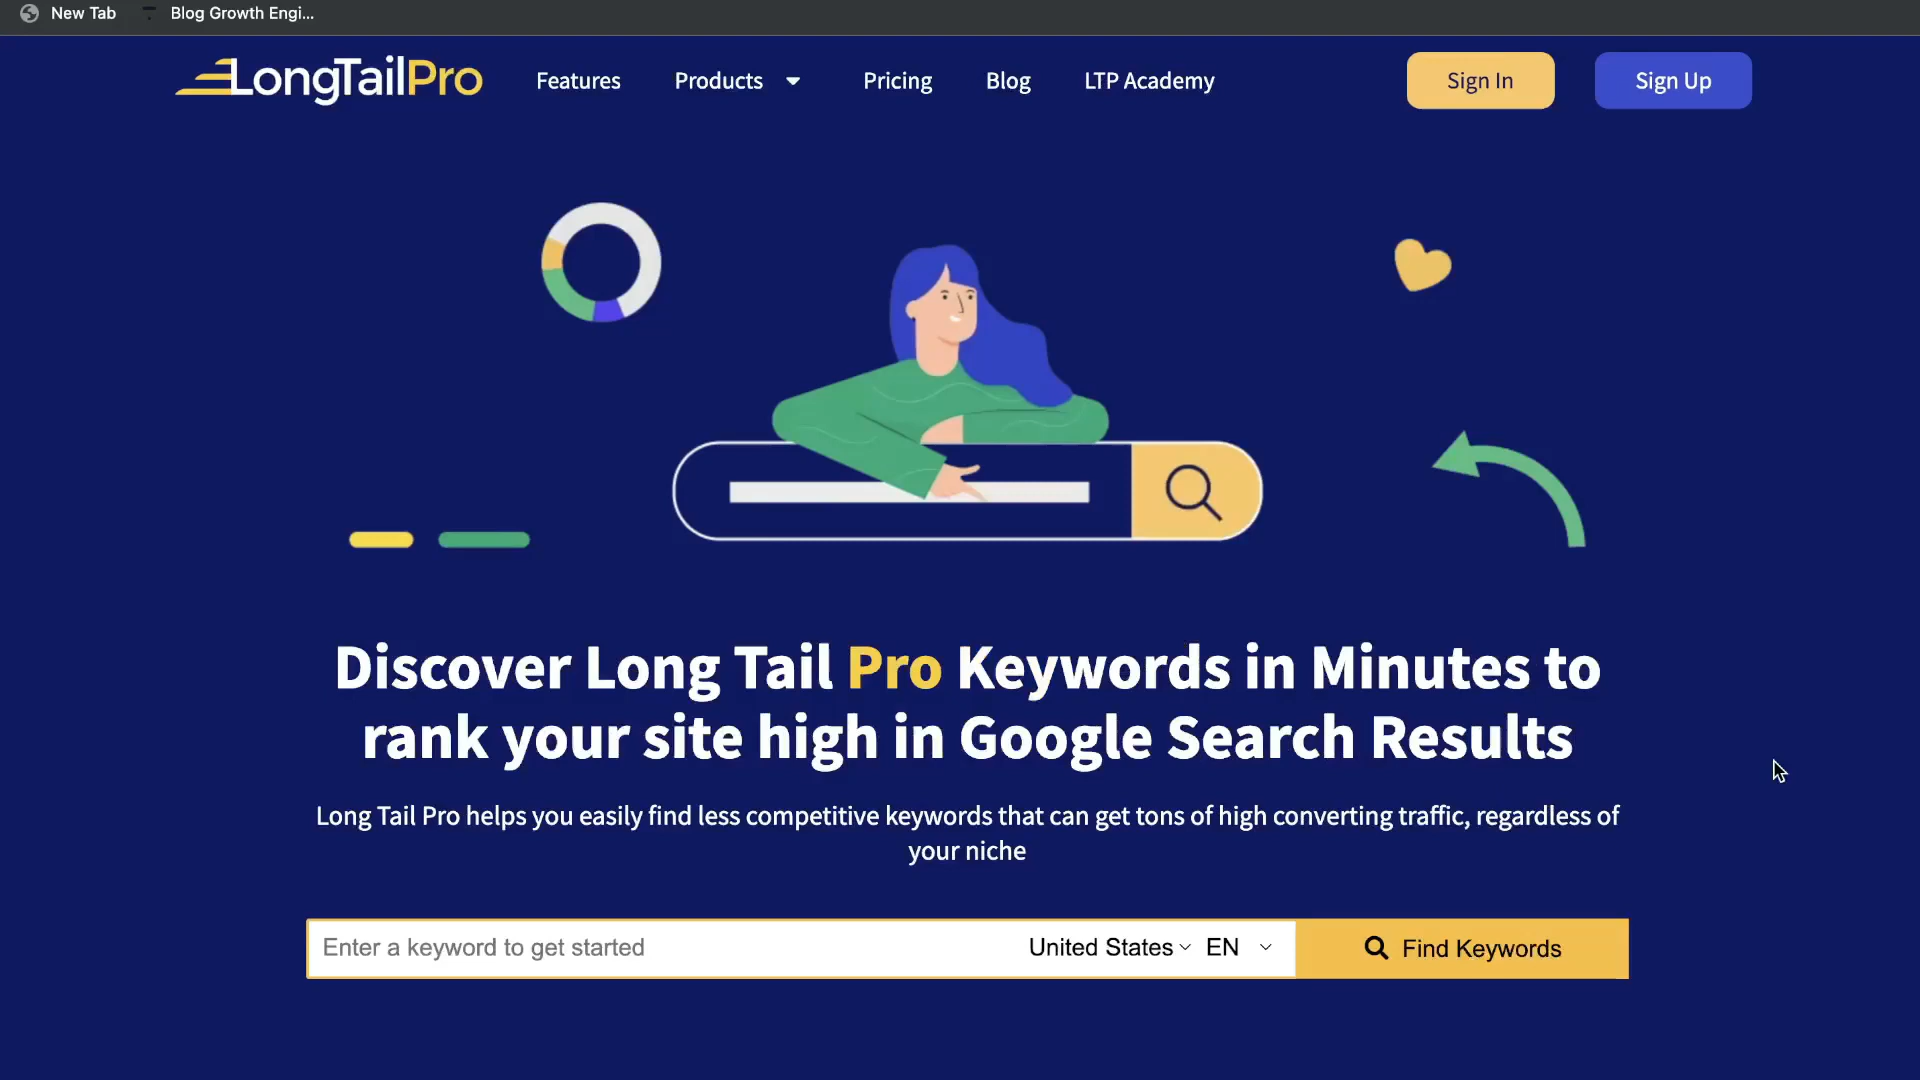 New Tab Blog Growth Engi...
LongTailPro Features Products Pricing Blog LTP Academy Sign In Sign Up
Discover Long Tail Pro Keywords in Minutes to
rank your site high in Google Search Results
Long Tail Pro helps you easily find less competitive keywords that can get tons of high converting traffic, regardless of
your niche
Enter a keyword to get started United States EN Find Keywords